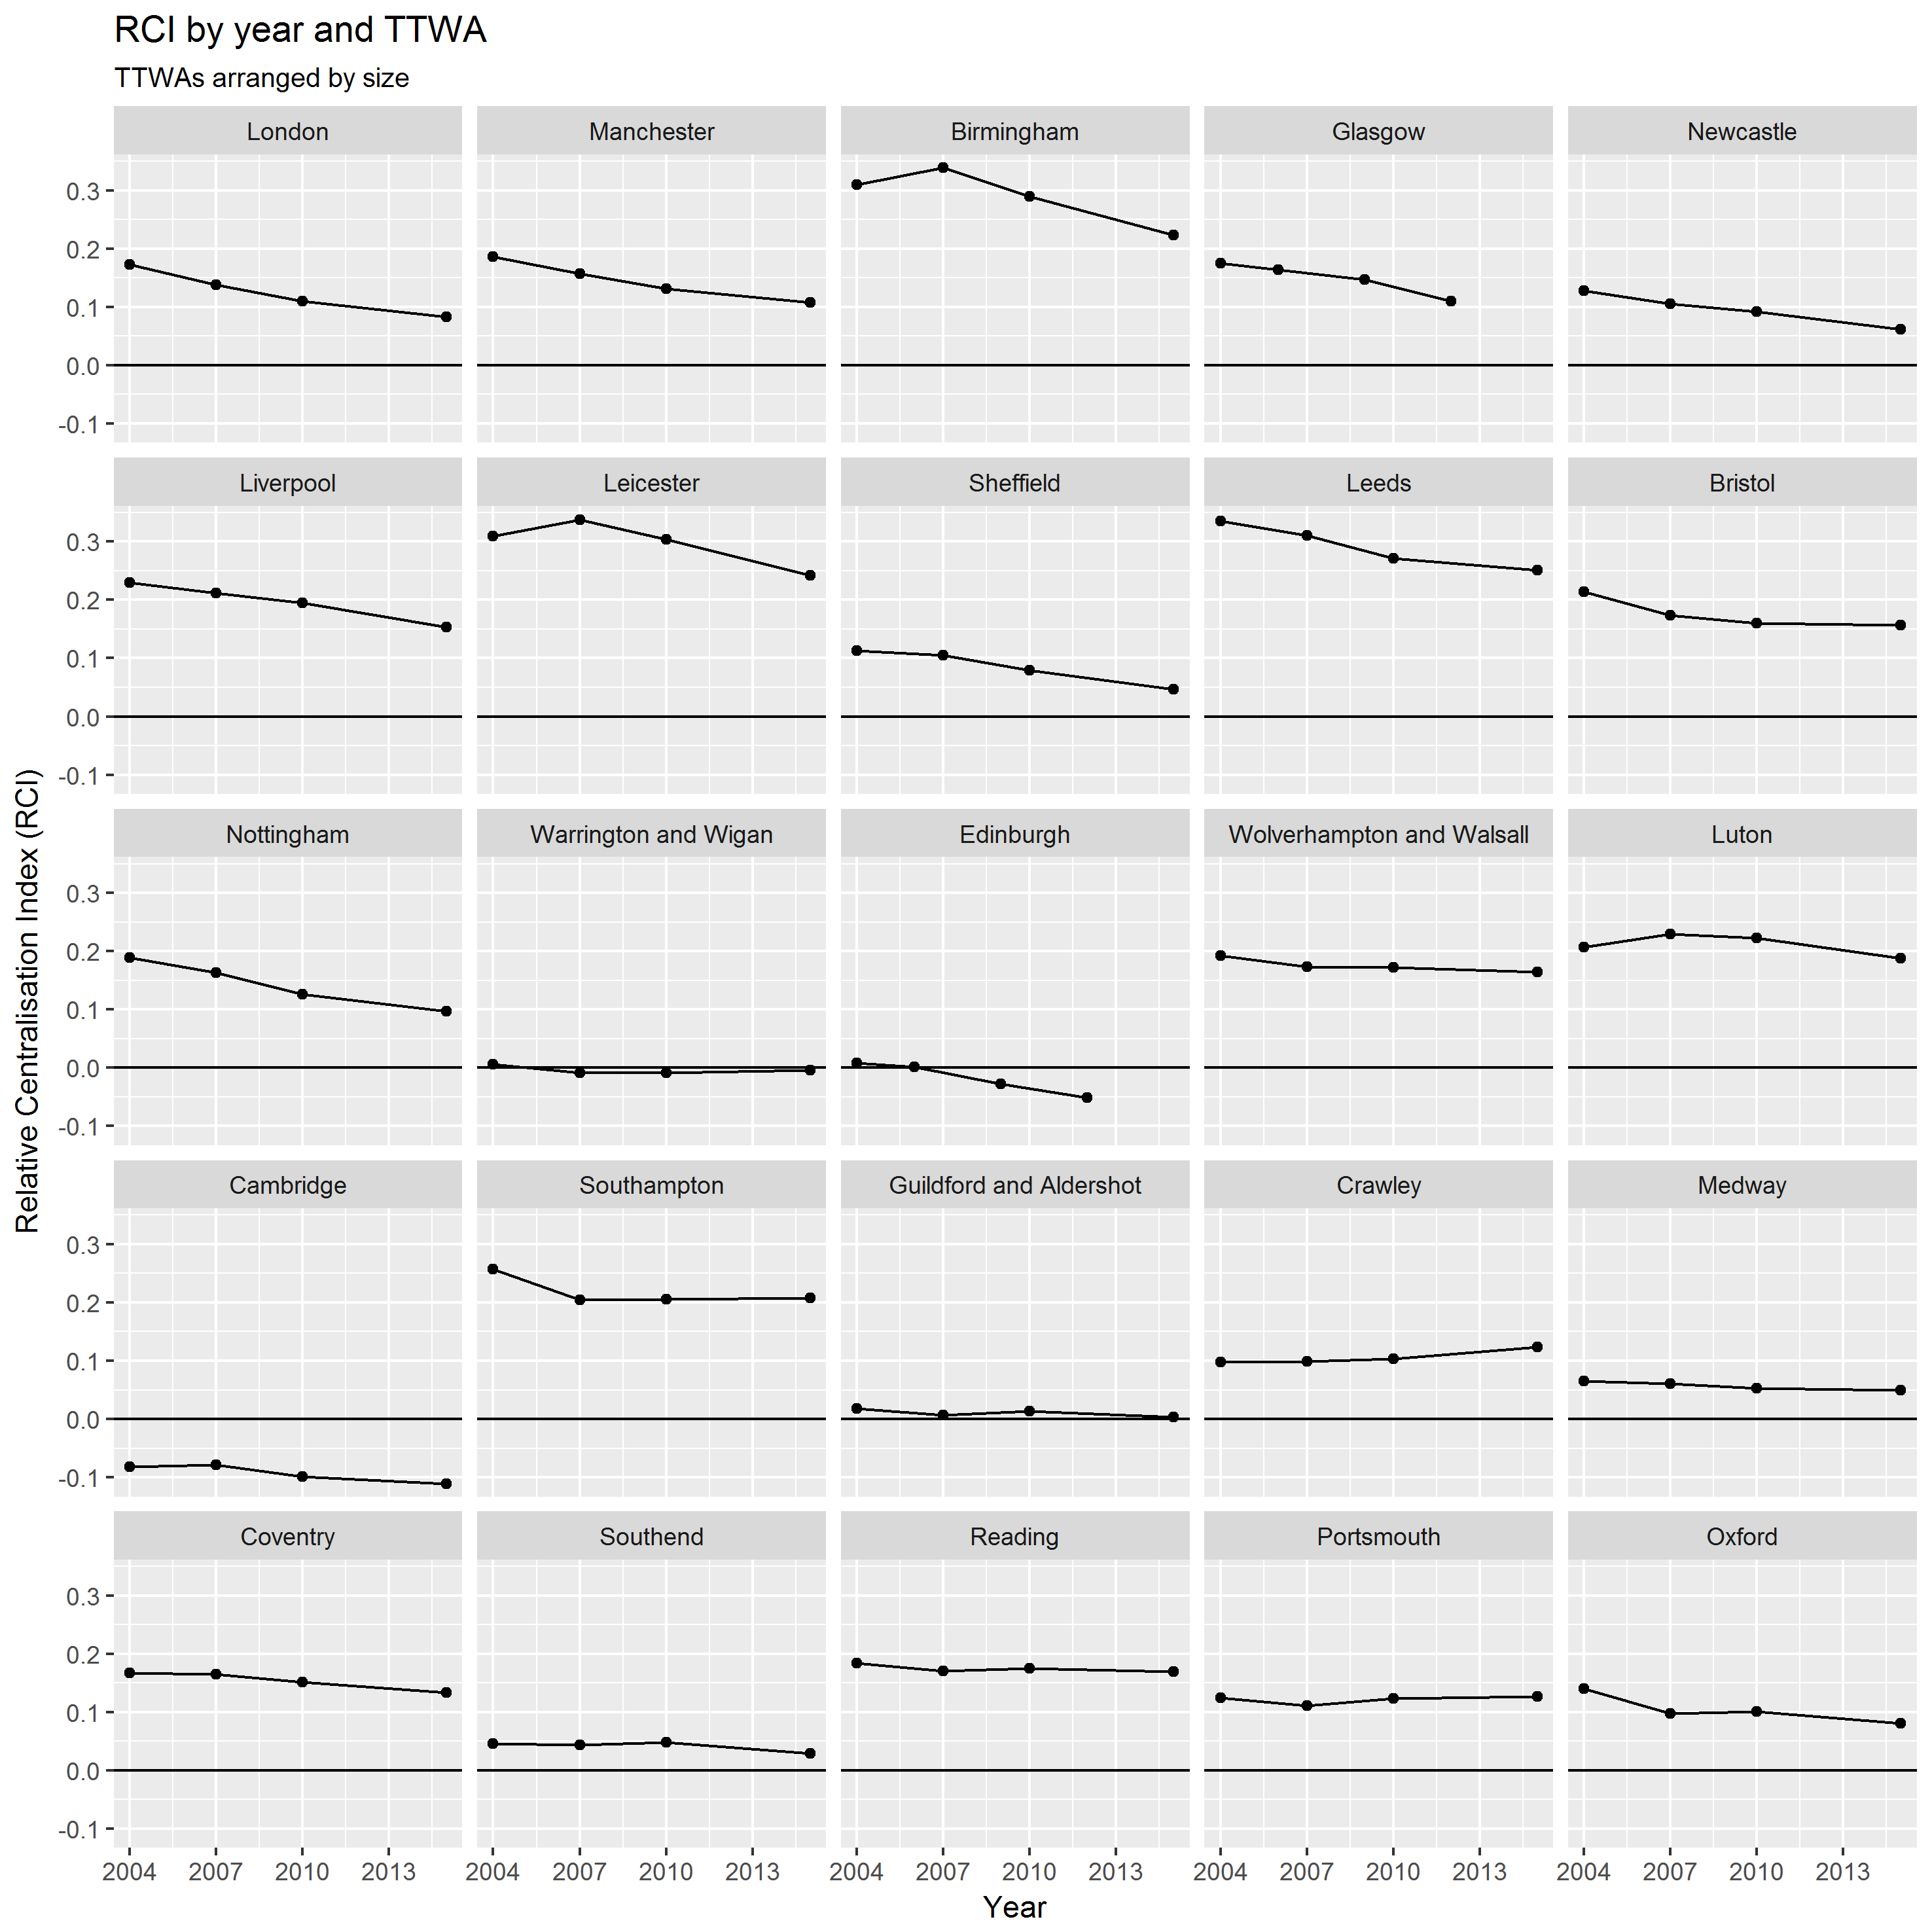 RCI by year and TTWA
TTWAs arranged by size
London Manchester Birmingham Glasgow Newcastle
0.3
0.2
0.1
0.0
-0.1
Liverpool Leicester Sheffield Leeds Bristol
0.3
0.2
0.1
0.0
-0.1
Relative Centralisation Index (RCI)
Nottingham Warrington and Wigan Edinburgh Wolverhampton and Walsall Luton
0.3
0.2
0.1
0.0
-0.1
Cambridge Southampton Guildford and Aldershot Crawley Medway
0.3
0.2
0.1
0.0
-0.1
Coventry Southend Reading Portsmouth Oxford
0.3
0.2
0.1
0.0
-0.1
2004 2007 2010 2013 2004 2007 2010 2013 2004 2007 2010 2013 2004 2007 2010 2013 2004 2007 2010 2013
Year